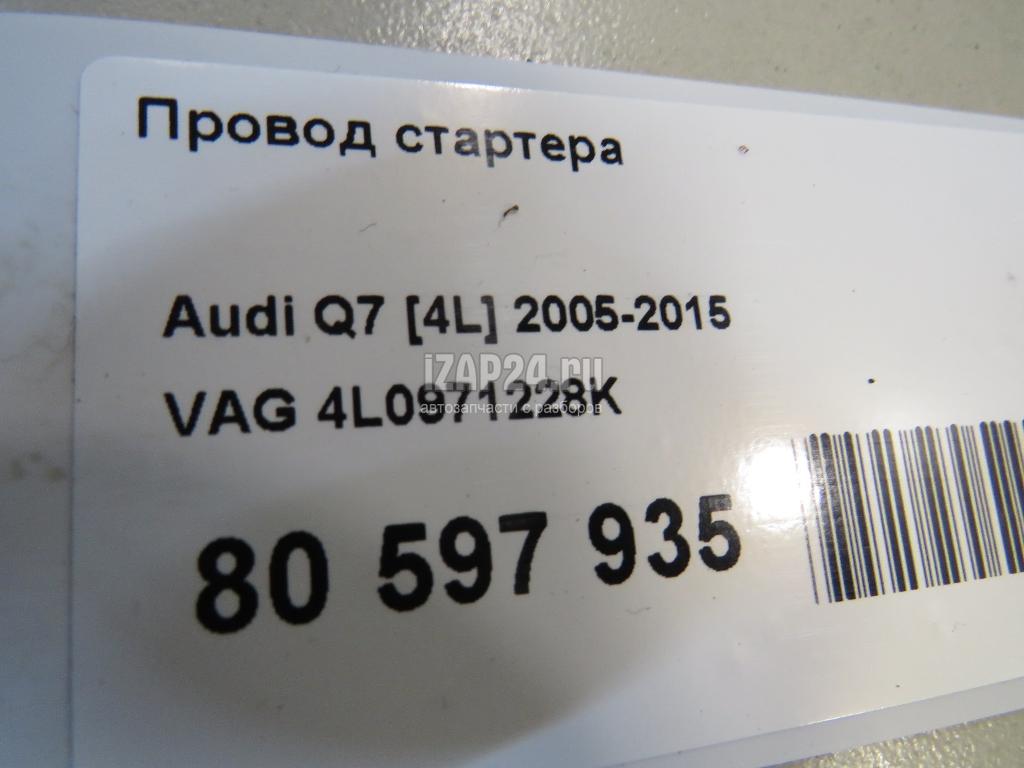 Провод стартера
Audi Q7 [4L] 2005-2015
iZAP24.ru
VAG 4L0971228K
автозапчасти с разборов
80 597 935